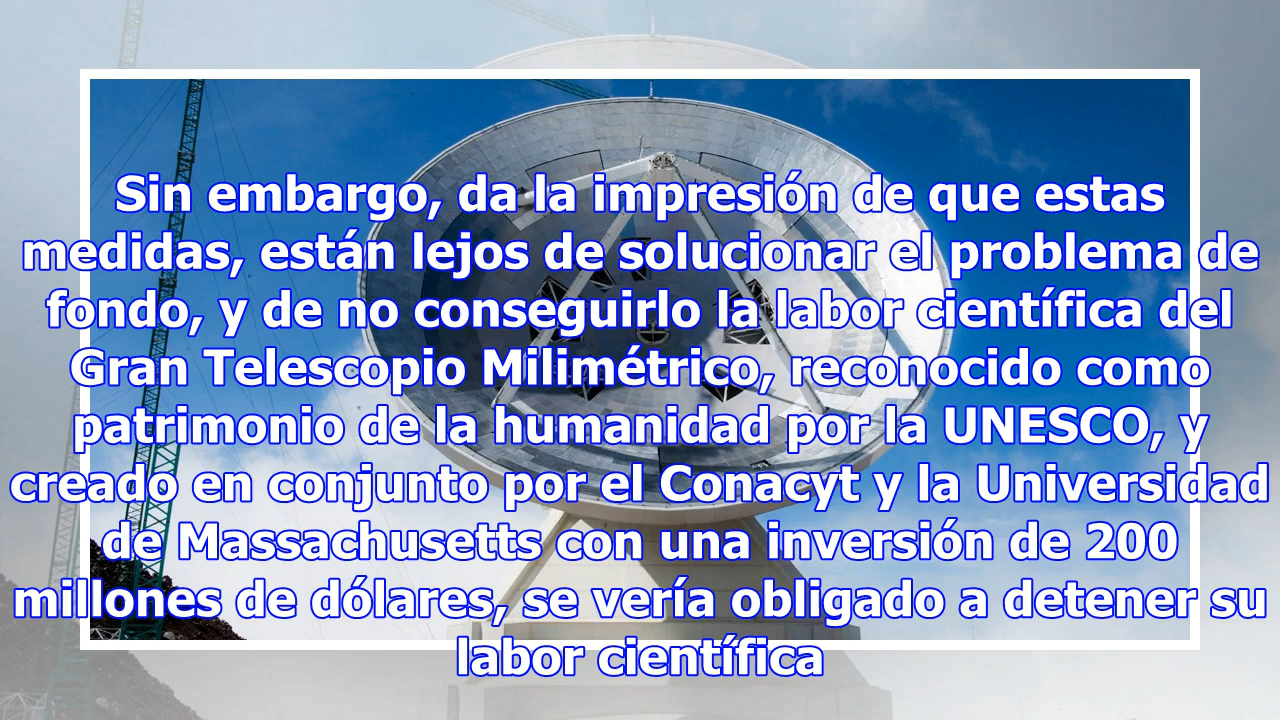 Sin embargo, da la impresión de que estas
medidas, están lejos de solucionar el problema de
fondo, y de no conseguirlo la labor científica del
Gran Telescopio Milimétrico, reconocido como
patrimonio de la humanidad por la UNESCO, y
creado en conjunto por el Conacyt y la Universidad
de Massachusetts con una inversión de 200
millones de dólares, se vería obligado a detener su
labor científica